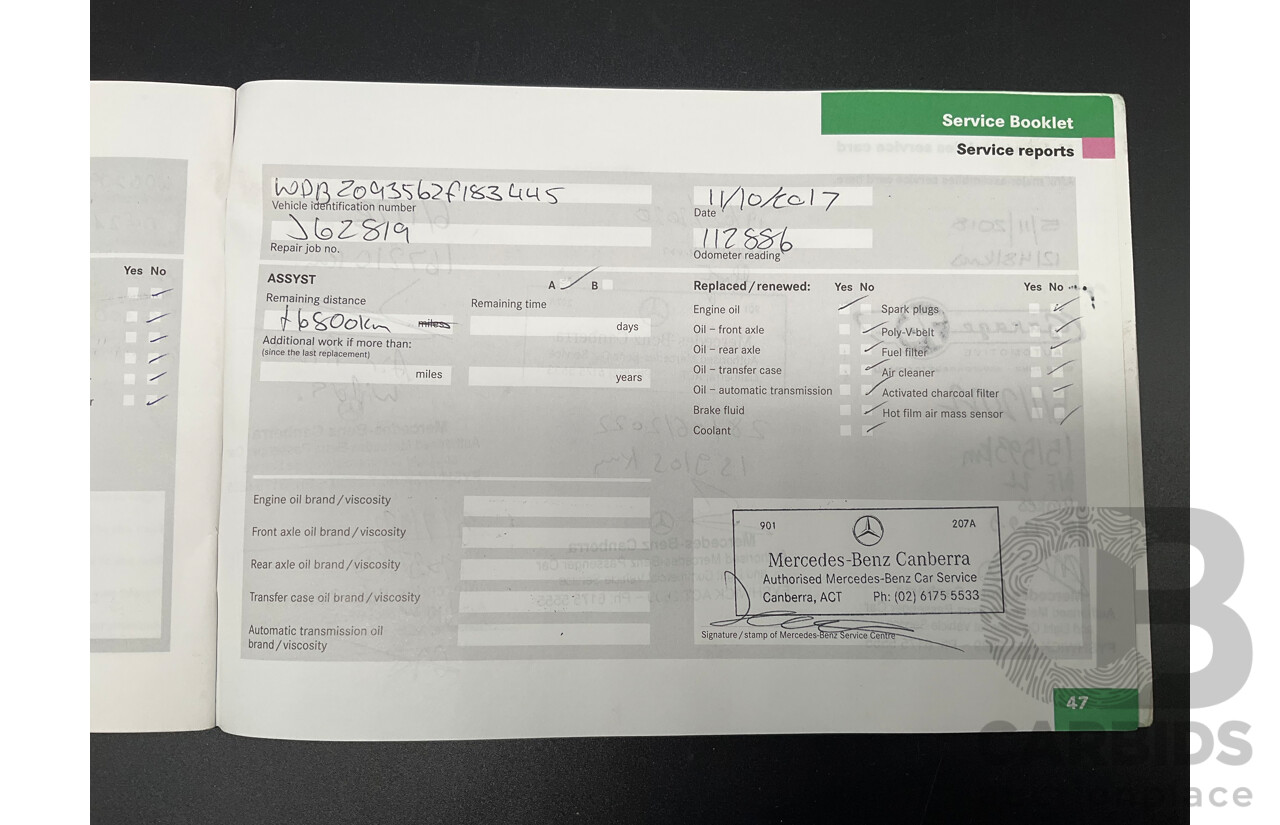 Service Booklet
Service reports
WDB2093562F183445
Vehicle identification number
11/10/2017
Date
J62819
Repair job no.
112886
Odometer reading
Yes No
ASSYST
A B
Remaining distance
+6800km miles
Remaining time
days
Additional work if more than:
(since the last replacement)
miles
years
Replaced/renewed: Yes No Yes No
Engine oil
Spark plugs
Oil – front axle
Poly-V-belt
Oil – rear axle
Fuel filter
Oil – transfer case
Air cleaner
Oil – automatic transmission
Activated charcoal filter
Brake fluid
Hot film air mass sensor
Coolant
Engine oil brand/viscosity
Front axle oil brand/viscosity
Rear axle oil brand/viscosity
Transfer case oil brand/viscosity
Automatic transmission oil
brand/viscosity
901 207A
Mercedes-Benz Canberra
Authorised Mercedes-Benz Car Service
Canberra, ACT Ph: (02) 6175 5533
Signature/stamp of Mercedes-Benz Service Centre
47
CB
CARBIDS